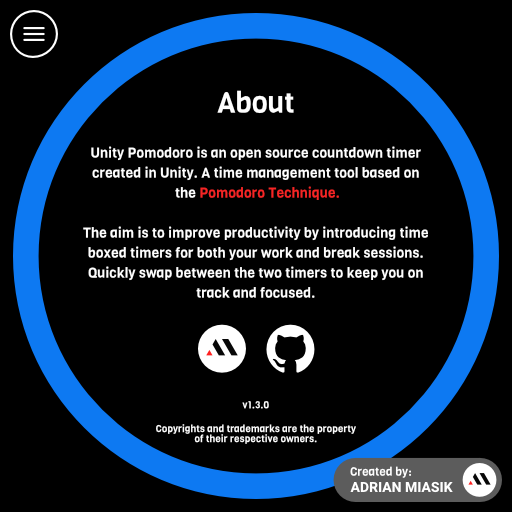 About
Unity Pomodoro is an open source countdown timer
created in Unity. A time management tool based on
the Pomodoro Technique.
The aim is to improve productivity by introducing time
boxed timers for both your work and break sessions.
Quickly swap between the two timers to keep you on
track and focused.
v1.3.0
Copyrights and trademarks are the property
of their respective owners.
Created by:
ADRIAN MIASIK